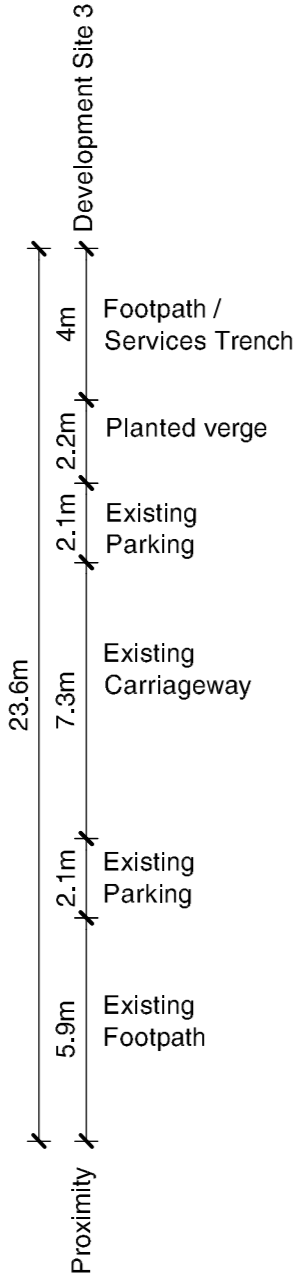 Development Site 3
4m
Footpath /
Services Trench
2.2m
Planted verge
2.1m
Existing
Parking
23.6m
7.3m
Existing
Carriageway
2.1m
Existing
Parking
5.9m
Existing
Footpath
Proximity